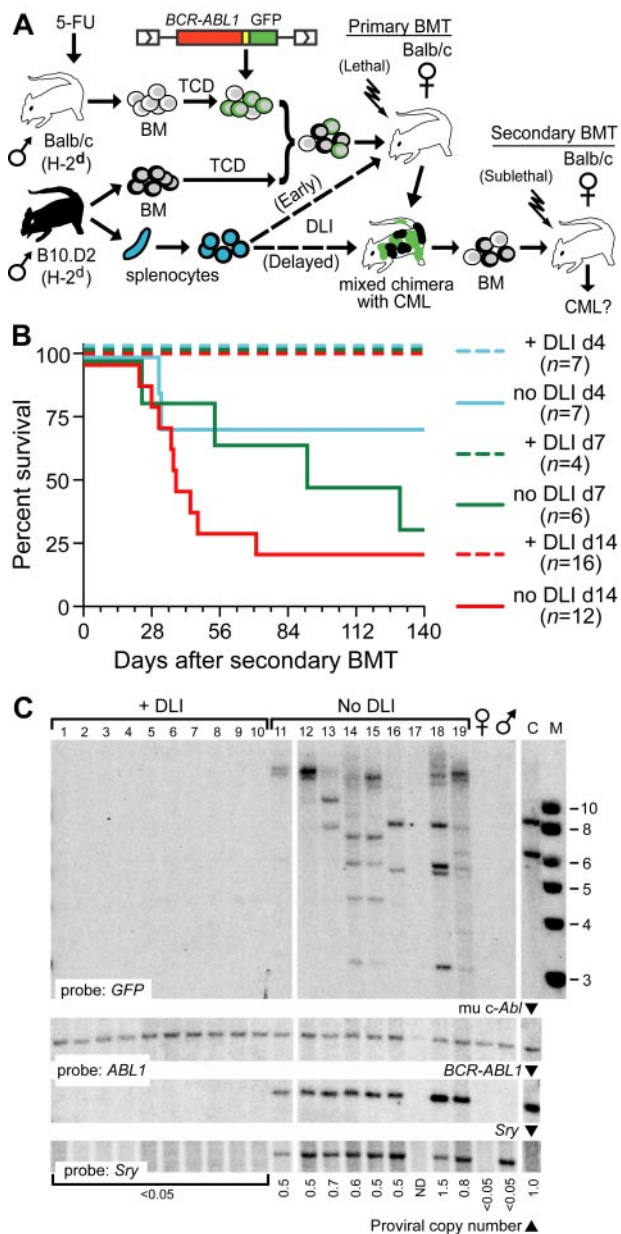 A
5-FU
BCR-ABL1
GFP
Primary BMT
Balb/c
(Lethal)
♀
TCD
BM
♂ Balb/c
(H-2d)
Secondary BMT
Balb/c
(Sublethal)
♀
TCD
BM
(Early)
DLI
(Delayed)
♂ B10.D2
(H-2d)
splenocytes
mixed chimera
with CML
BM
CML?
B
100
75
50
25
0
Percent survival
0 28 56 84 112 140
Days after secondary BMT
+ DLI d4
(n=7)
no DLI d4
(n=7)
+ DLI d7
(n=4)
no DLI d7
(n=6)
+ DLI d14
(n=16)
no DLI d14
(n=12)
C
+ DLI No DLI
1 2 3 4 5 6 7 8 9 10 11 12 13 14 15 16 17 18 19 ♀ ♂ C M
10
8
6
5
4
3
probe: GFP
mu c-Abl ▼
probe: ABL1
BCR-ABL1 ▼
Sry ▼
probe: Sry
<0.05 0.5 0.5 0.7 0.6 0.5 0.5 ND 1.5 0.8 <0.05 <0.05 1.0
Proviral copy number ▲